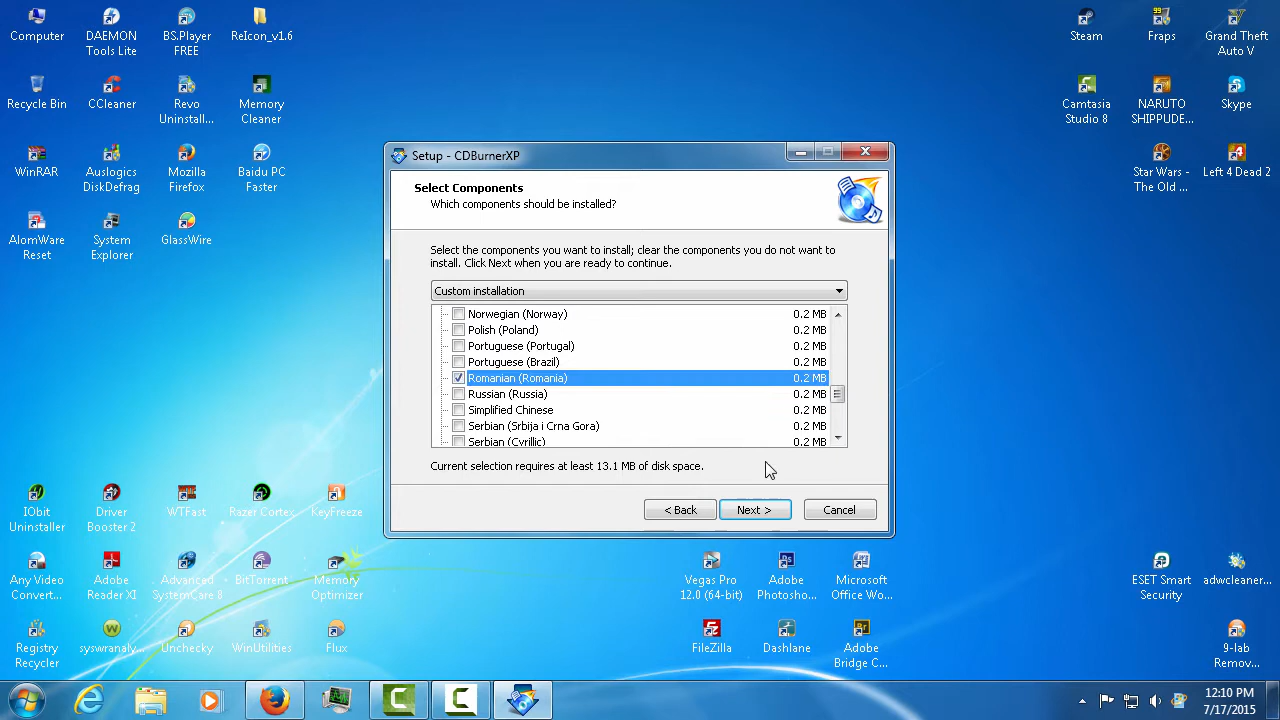 Computer
DAEMON
Tools Lite
BS.Player
FREE
ReIcon_v1.6
Steam
99
Fraps
Grand Theft
Auto V
Recycle Bin
CCleaner
Revo
Uninstall...
Memory
Cleaner
Camtasia
Studio 8
NARUTO
SHIPPUDE...
Skype
WinRAR
Auslogics
DiskDefrag
Mozilla
Firefox
Baidu PC
Faster
Star Wars -
The Old ...
Left 4 Dead 2
AlomWare
Reset
System
Explorer
GlassWire
Setup - CDBurnerXP
Select Components
Which components should be installed?
Select the components you want to install; clear the components you do not want to
install. Click Next when you are ready to continue.
Custom installation
Norwegian (Norway) 0.2 MB
Polish (Poland) 0.2 MB
Portuguese (Portugal) 0.2 MB
Portuguese (Brazil) 0.2 MB
Romanian (Romania) 0.2 MB
Russian (Russia) 0.2 MB
Simplified Chinese 0.2 MB
Serbian (Srbija i Crna Gora) 0.2 MB
Serbian (Cyrillic) 0.2 MB
Current selection requires at least 13.1 MB of disk space.
< Back
Next >
Cancel
IObit
Uninstaller
Driver
Booster 2
WTFast
Razer Cortex
KeyFreeze
Any Video
Convert...
Adobe
Reader XI
Advanced
SystemCare 8
BitTorrent
Memory
Optimizer
Vegas Pro
12.0 (64-bit)
Adobe
Photosho...
Microsoft
Office Wo...
ESET Smart
Security
adwcleaner...
Registry
Recycler
syswranaly...
Unchecky
WinUtilities
Flux
FileZilla
Dashlane
Adobe
Bridge C...
9-lab
Remov...
12:10 PM
7/17/2015